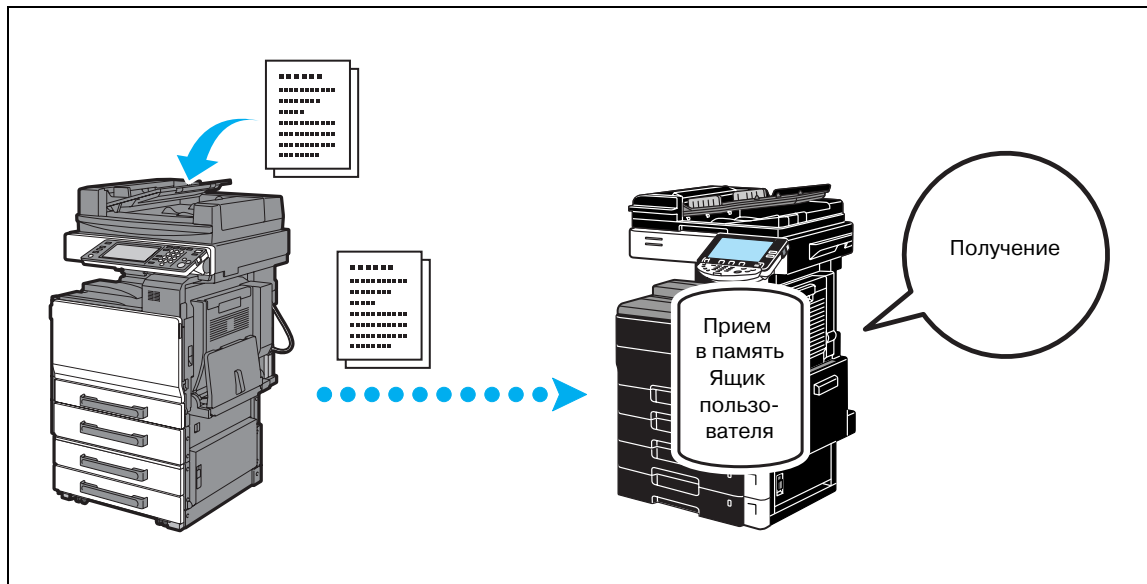 Прием
в память
Ящик
пользо-
вателя
Получение